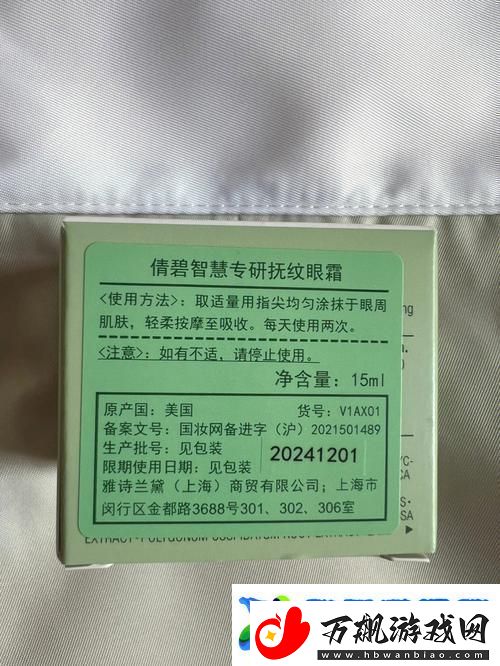 倩碧智慧专研抚纹眼霜
<使用方法>：取适量用指尖均匀涂抹于眼周
肌肤，轻柔按摩至吸收。每天使用两次。
<注意>：如有不适，请停止使用。
净含量：15ml
原产国：美国 货号：V1AX01
备案文号：国妆网备进字（沪）2021501489
生产批号：见包装
限期使用日期：见包装 20241201
雅诗兰黛（上海）商贸有限公司；上海市
闵行区金都路3688号301、302、306室
万飙游戏网
www.hbwanbiao.com